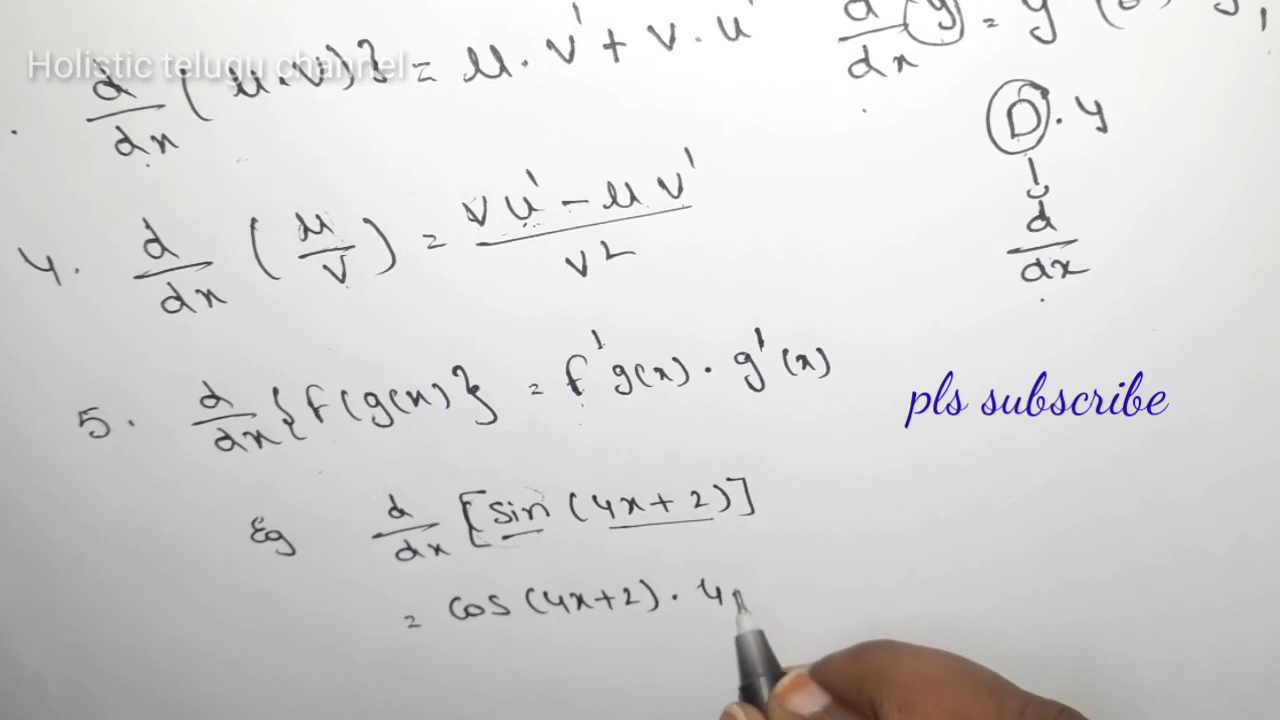 Holistic telugu channel
d/dx (u.v)} = u.v' + v.u'
d/dx y = y'
D.y
↓
d/dx
4. d/dx (u/v) = (vu' - uv')/v²
5. d/dx {f(g(x)} = f'g(x) . g'(x)
pls subscribe
Eg d/dx [sin (4x+2)]
= cos (4x+2) . 4